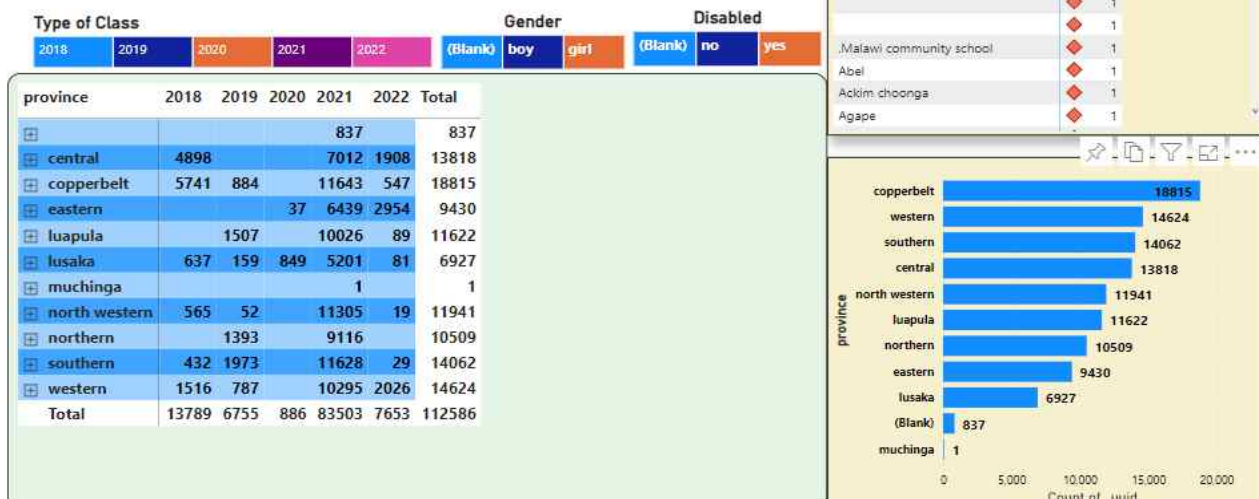 Type of Class
2018 2019 2020 2021 2022
Gender
(Blank) boy girl
Disabled
(Blank) no yes
province 2018 2019 2020 2021 2022 Total
837 837
central 4898 7012 1908 13818
copperbelt 5741 884 11643 547 18815
eastern 37 6439 2954 9430
luapula 1507 10026 89 11622
lusaka 637 159 849 5201 81 6927
muchinga 1 1
north western 565 52 11305 19 11941
northern 1393 9116 10509
southern 432 1973 11628 29 14062
western 1516 787 10295 2026 14624
Total 13789 6755 886 83503 7653 112586
1
1
.Malawi community school 1
Abel 1
Ackim choonga 1
Agape 1
province
copperbelt 18815
western 14624
southern 14062
central 13818
north western 11941
luapula 11622
northern 10509
eastern 9430
lusaka 6927
(Blank) 837
muchinga 1
0 5,000 10,000 15,000 20,000
Count of _uuid